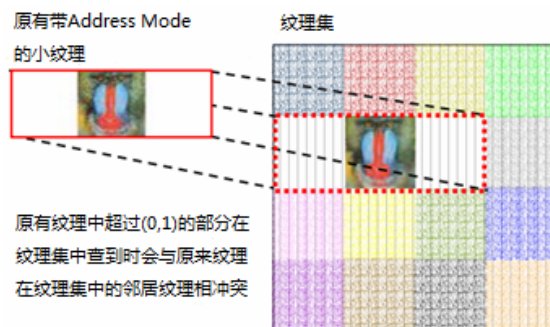 原有带Address Mode
的小纹理
纹理集
原有纹理中超过(0,1)的部分在
纹理集中查到时会与原来纹理
在纹理集中的邻居纹理相冲突